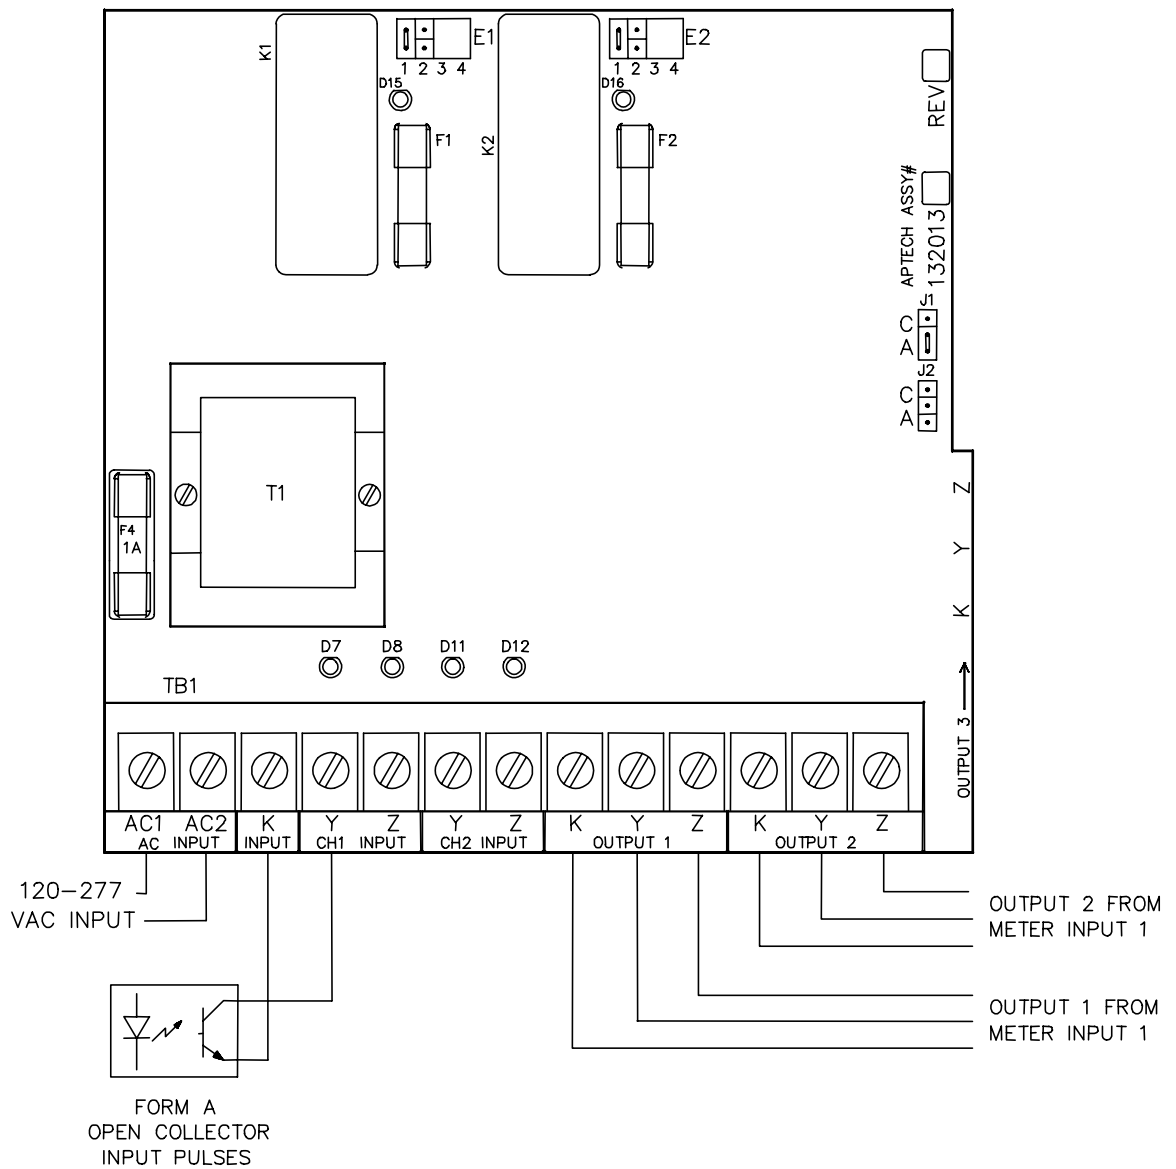 K1
E1
1 2 3 4
D15
F1
K2
E2
1 2 3 4
D16
F2
REV
APTECH ASSY#
132013
J1
C
A
J2
C
A
T1
F4
1A
Z
Y
K
OUTPUT 3
D7 D8 D11 D12
TB1
AC1 AC2 K Y Z Y Z K Y Z K Y Z
AC INPUT INPUT CH1 INPUT CH2 INPUT OUTPUT 1 OUTPUT 2
120-277
VAC INPUT
OUTPUT 2 FROM
METER INPUT 1
OUTPUT 1 FROM
METER INPUT 1
FORM A
OPEN COLLECTOR
INPUT PULSES